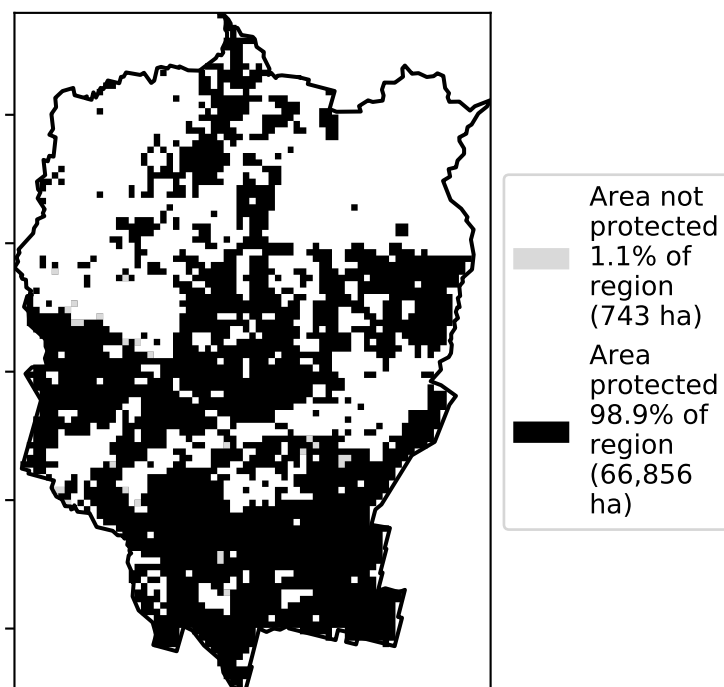 Area not
protected
1.1% of
region
(743 ha)
Area
protected
98.9% of
region
(66,856
ha)